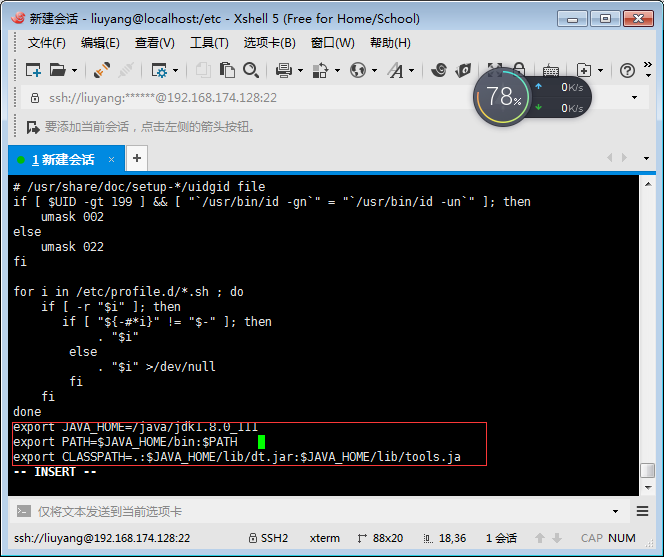 新建会话 - liuyang@localhost/etc - Xshell 5 (Free for Home/School)
文件(F) 编辑(E) 查看(V) 工具(T) 选项卡(B) 窗口(W) 帮助(H)
ssh://liuyang:******@192.168.174.128:22
78%
0K/s
0K/s
要添加当前会话，点击左侧的箭头按钮。
1 新建会话
# /usr/share/doc/setup-*/uidgid file
if [ $UID -gt 199 ] && [ "`/usr/bin/id -gn`" = "`/usr/bin/id -un`" ]; then
    umask 002
else
    umask 022
fi
for i in /etc/profile.d/*.sh ; do
    if [ -r "$i" ]; then
       if [ "${-#*i}" != "$-" ]; then
            . "$i"
        else
            . "$i" >/dev/null
        fi
    fi
done
export JAVA_HOME=/java/jdk1.8.0_111
export PATH=$JAVA_HOME/bin:$PATH
export CLASSPATH=.:$JAVA_HOME/lib/dt.jar:$JAVA_HOME/lib/tools.ja
-- INSERT --
仅将文本发送到当前选项卡
ssh://liuyang@192.168.174.128:22 SSH2 xterm 88x20 18,36 1 会话 CAP NUM